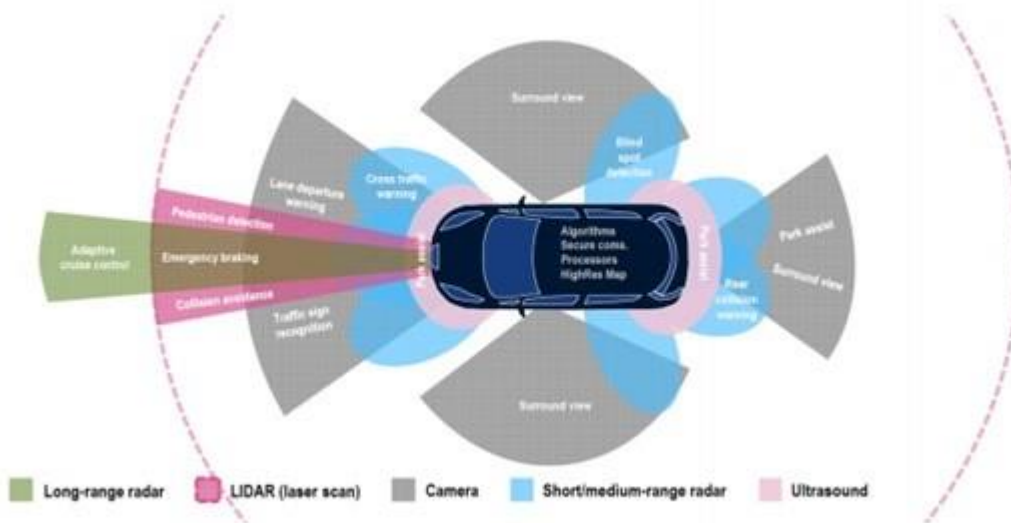 Surround view
Blind
spot
detection
Cross traffic
warning
Lane departure
warning
Pedestrian detection
Adaptive
cruise control
Emergency braking
Collision avoidance
Traffic sign
recognition
Park assist
Algorithms
Secure coms.
Processors
HighRes Map
Park assist
Rear
collision
warning
Park assist
Surround view
Surround view
Long-range radar
LIDAR (laser scan)
Camera
Short/medium-range radar
Ultrasound